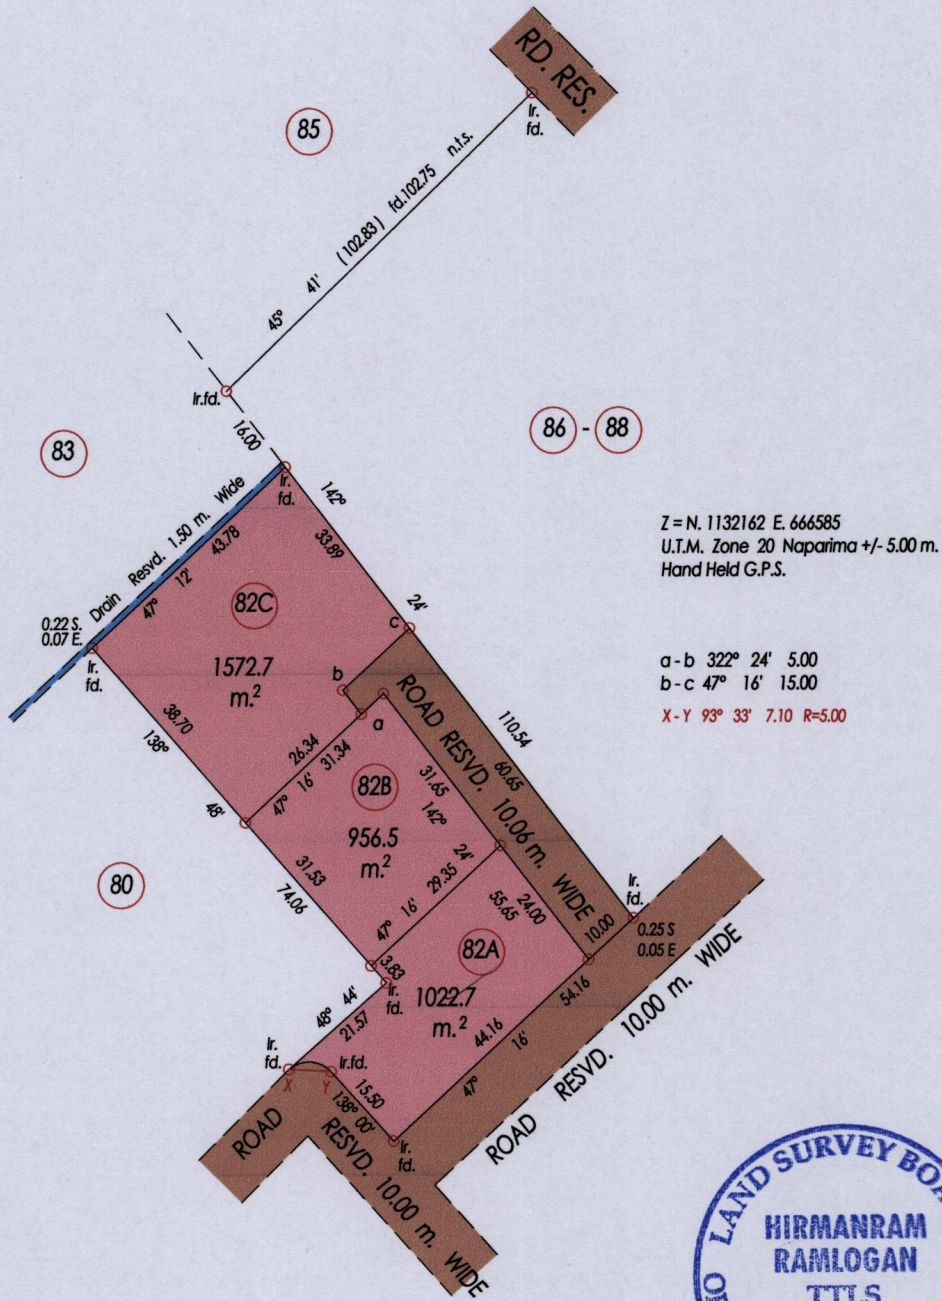 RD. RES.
Ir.
fd.
85
45° 41' (102.83) fd.102.75 n.t.s.
Ir.fd.
16.00
83
86 - 88
Ir.
fd.
142°
33.89
24'
Drain Resvd. 1.50 m. Wide
47° 12' 43.78
0.22 S.
0.07 E.
Ir.
fd.
82C
1572.7
m.²
c
b
a
Z = N. 1132162 E. 666585
U.T.M. Zone 20 Naparima +/- 5.00 m.
Hand Held G.P.S.
a - b 322° 24' 5.00
b - c 47° 16' 15.00
X - Y 93° 33' 7.10 R=5.00
38.70
138°
48'
26.34
47° 16' 31.34
ROAD RESVD. 10.06 m. WIDE
110.54
60.65
31.65
142°
24'
82B
956.5
m.²
31.53
74.06
47° 16' 29.35
80
24.00
55.65
10.00
Ir.
fd.
0.25 S
0.05 E
82A
1022.7
m.²
3.83
Ir.
fd.
48° 44'
21.57
54.16
44.16
47° 16'
ROAD RESVD. 10.00 m. WIDE
Ir.
fd.
Ir.fd.
X Y
15.50
138° 00'
Ir.
fd.
ROAD
RESVD. 10.00 m. WIDE
LAND SURVEY BOA
HIRMANRAM
RAMLOGAN
TTLS